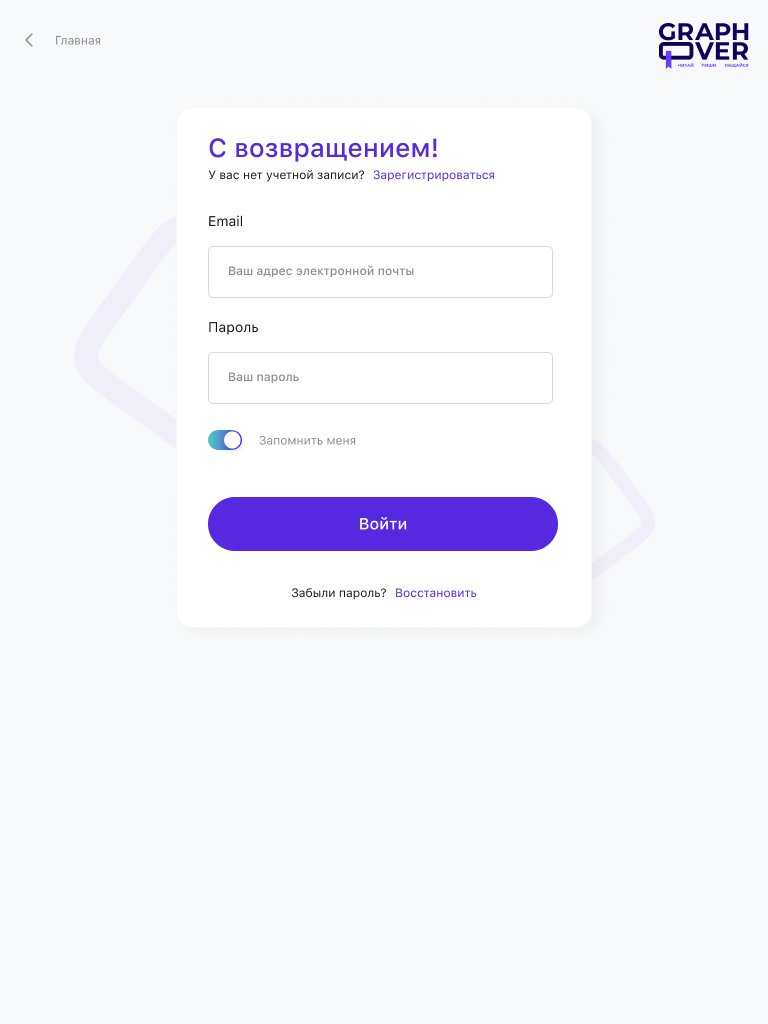 Главная
GRAPH
OVER
ЧИТАЙ ПИШИ ОБЩАЙСЯ
С возвращением!
У вас нет учетной записи? Зарегистрироваться
Email
Ваш адрес электронной почты
Пароль
Ваш пароль
Запомнить меня
Войти
Забыли пароль? Восстановить